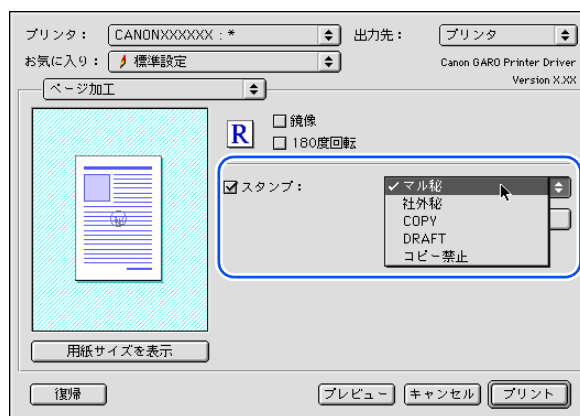 プリンタ： CANONXXXXXX : * 出力先： プリンタ
お気に入り： 標準設定 Canon GARO Printer Driver
Version X.XX
ページ加工
R 鏡像
180度回転
スタンプ： ✓マル秘
社外秘
COPY
DRAFT
コピー禁止
用紙サイズを表示
復帰 プレビュー キャンセル プリント